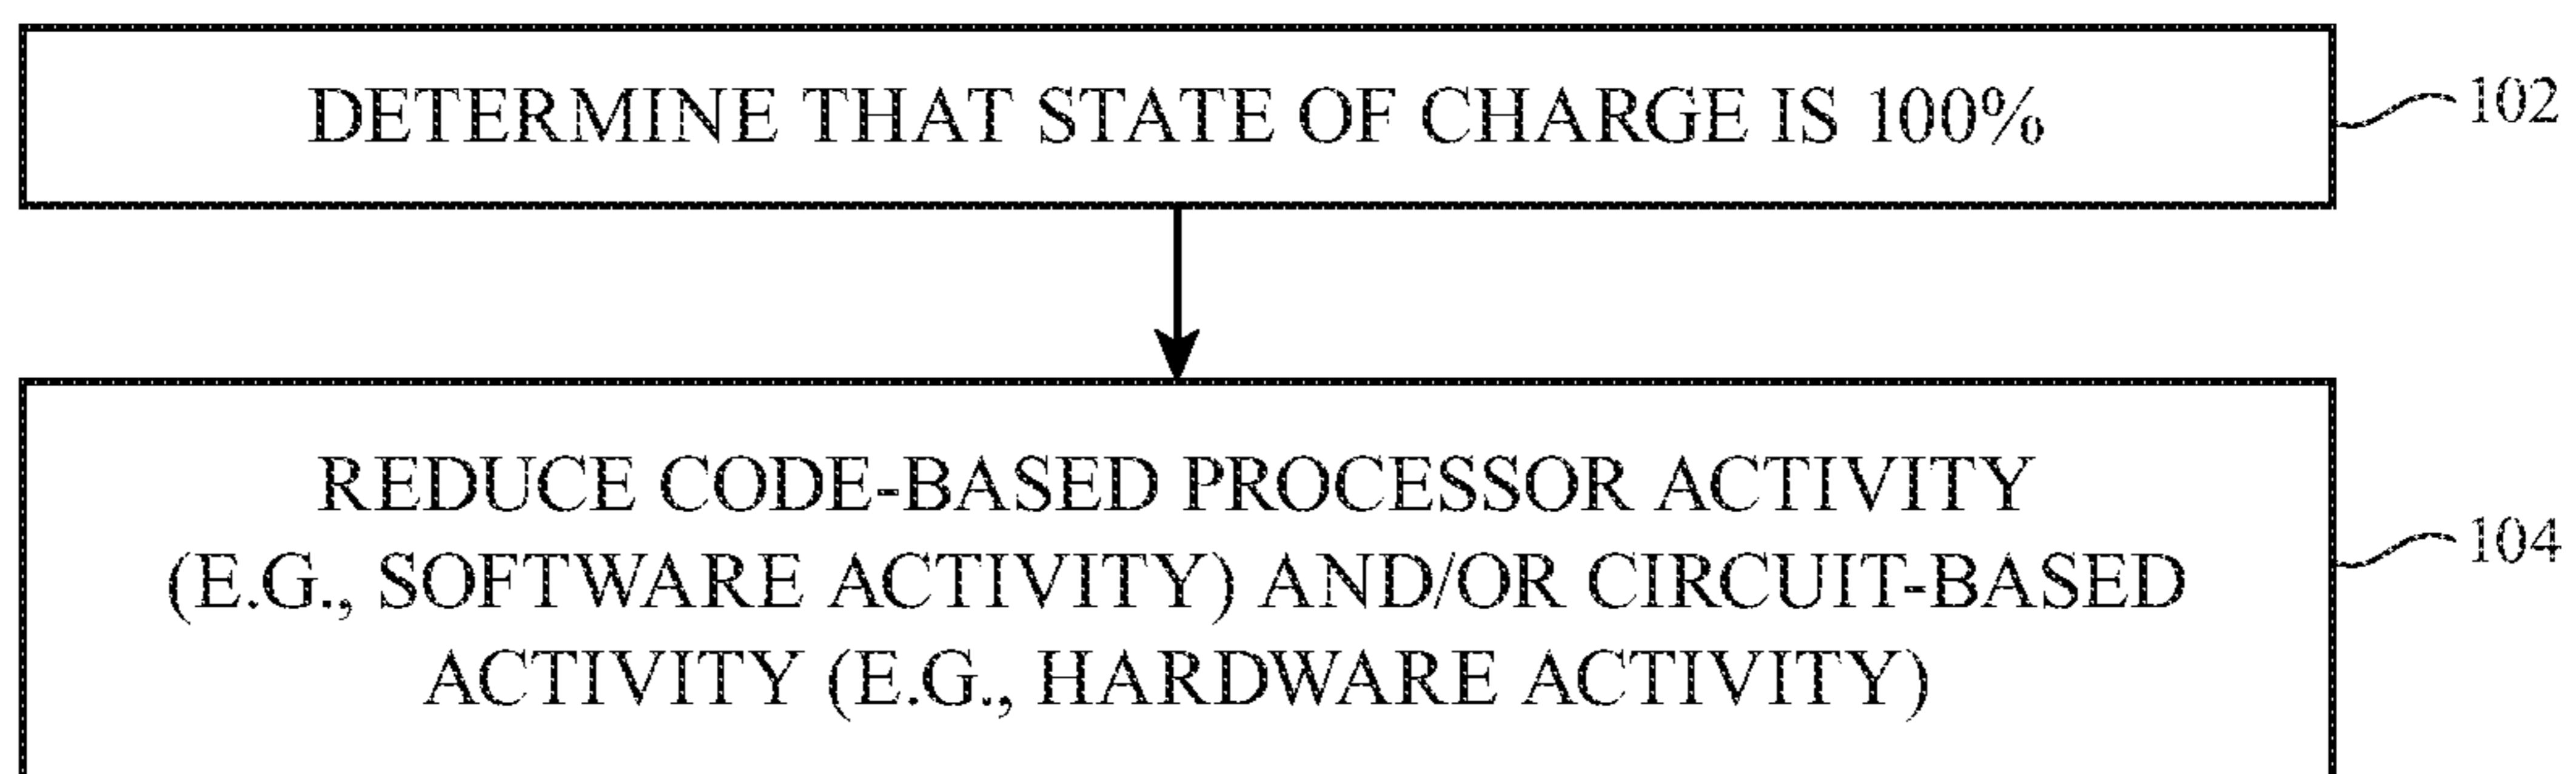 DETERMINE THAT STATE OF CHARGE IS 100%
102
REDUCE CODE-BASED PROCESSOR ACTIVITY
(E.G., SOFTWARE ACTIVITY) AND/OR CIRCUIT-BASED
ACTIVITY (E.G., HARDWARE ACTIVITY)
104